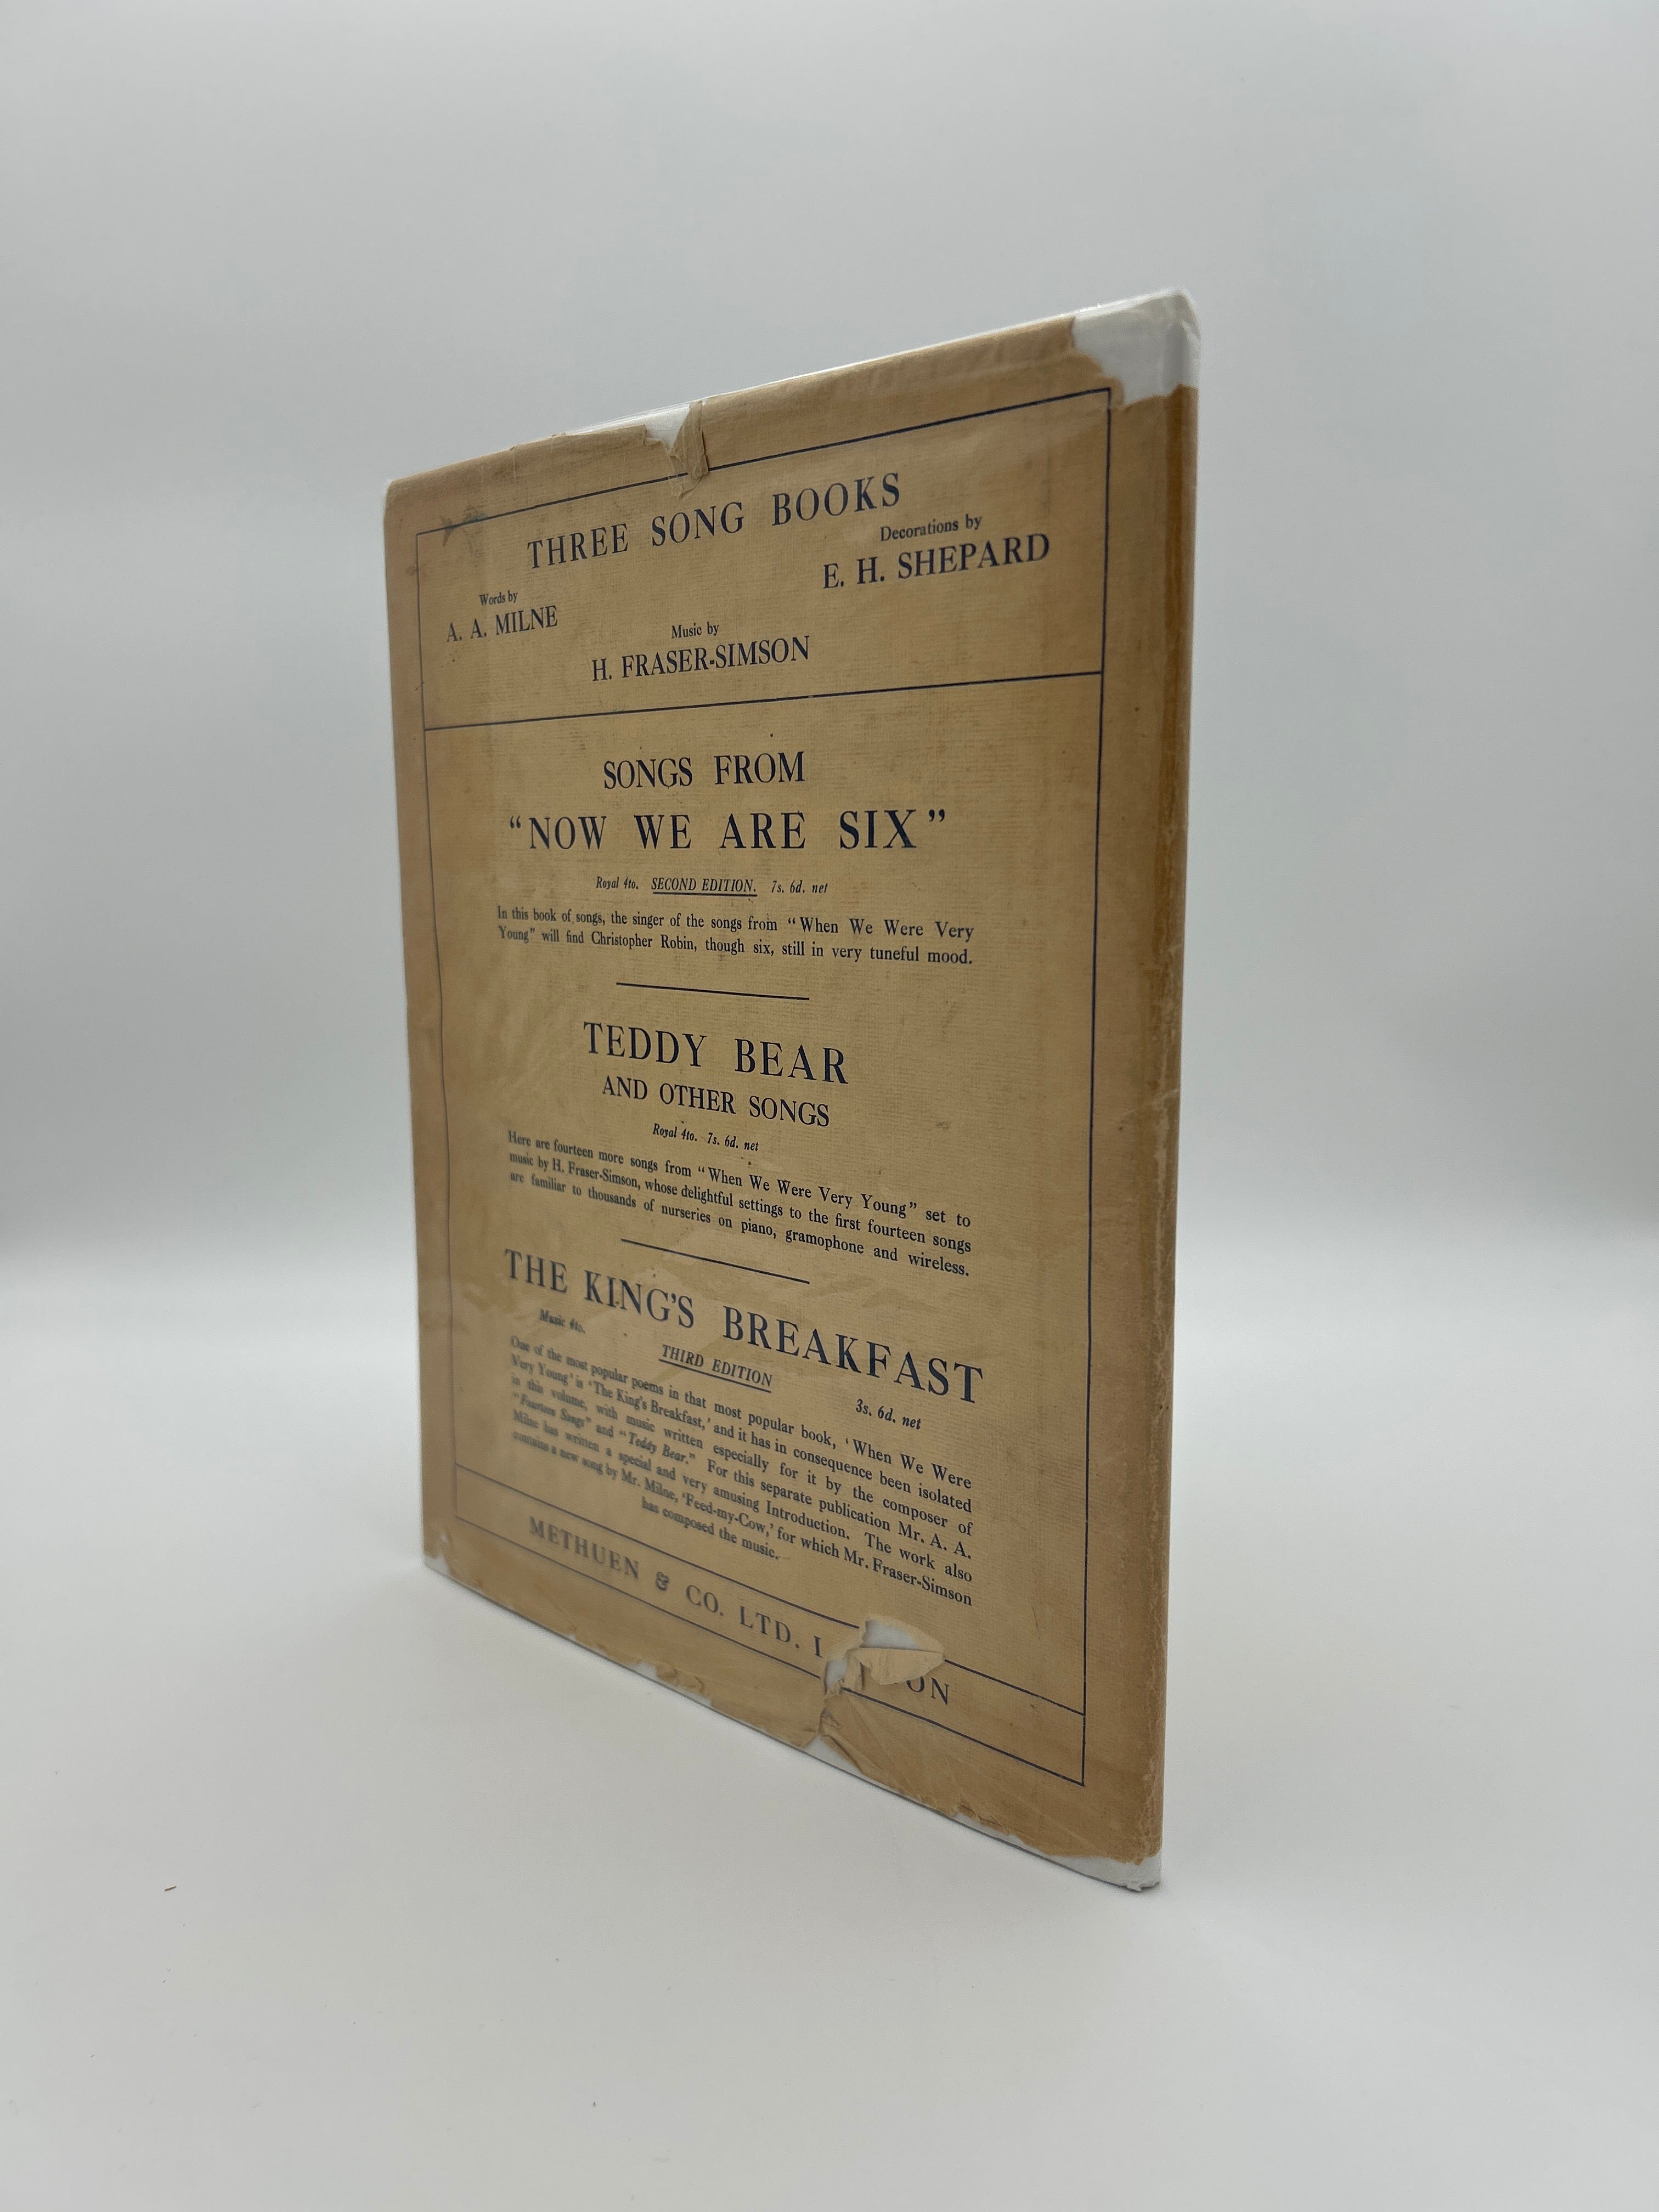 THREE SONG BOOKS
Words by
A. A. MILNE
Decorations by
E. H. SHEPARD
Music by
H. FRASER-SIMSON
SONGS FROM
“NOW WE ARE SIX”
Royal 4to. SECOND EDITION. 7s. 6d. net
In this book of songs, the singer of the songs from “When We Were Very
Young” will find Christopher Robin, though six, still in very tuneful mood.
TEDDY BEAR
AND OTHER SONGS
Royal 4to. 7s. 6d. net
Here are fourteen more songs from “When We Were Very Young” set to
music by H. Fraser-Simson, whose delightful settings to the first fourteen songs
are familiar to thousands of nurseries on piano, gramophone and wireless.
THE KING’S BREAKFAST
Music 4to. THIRD EDITION 3s. 6d. net
One of the most popular poems in that most popular book, ‘When We Were
Very Young’ is ‘The King’s Breakfast,’ and it has in consequence been isolated
in this volume, with music written especially for it by the composer of
“Fourteen Songs” and “Teddy Bear.” For this separate publication Mr. A. A.
Milne has written a special and very amusing Introduction. The work also
contains a new song by Mr. Milne, ‘Feed-my-Cow,’ for which Mr. Fraser-Simson
has composed the music.
METHUEN & CO. LTD.